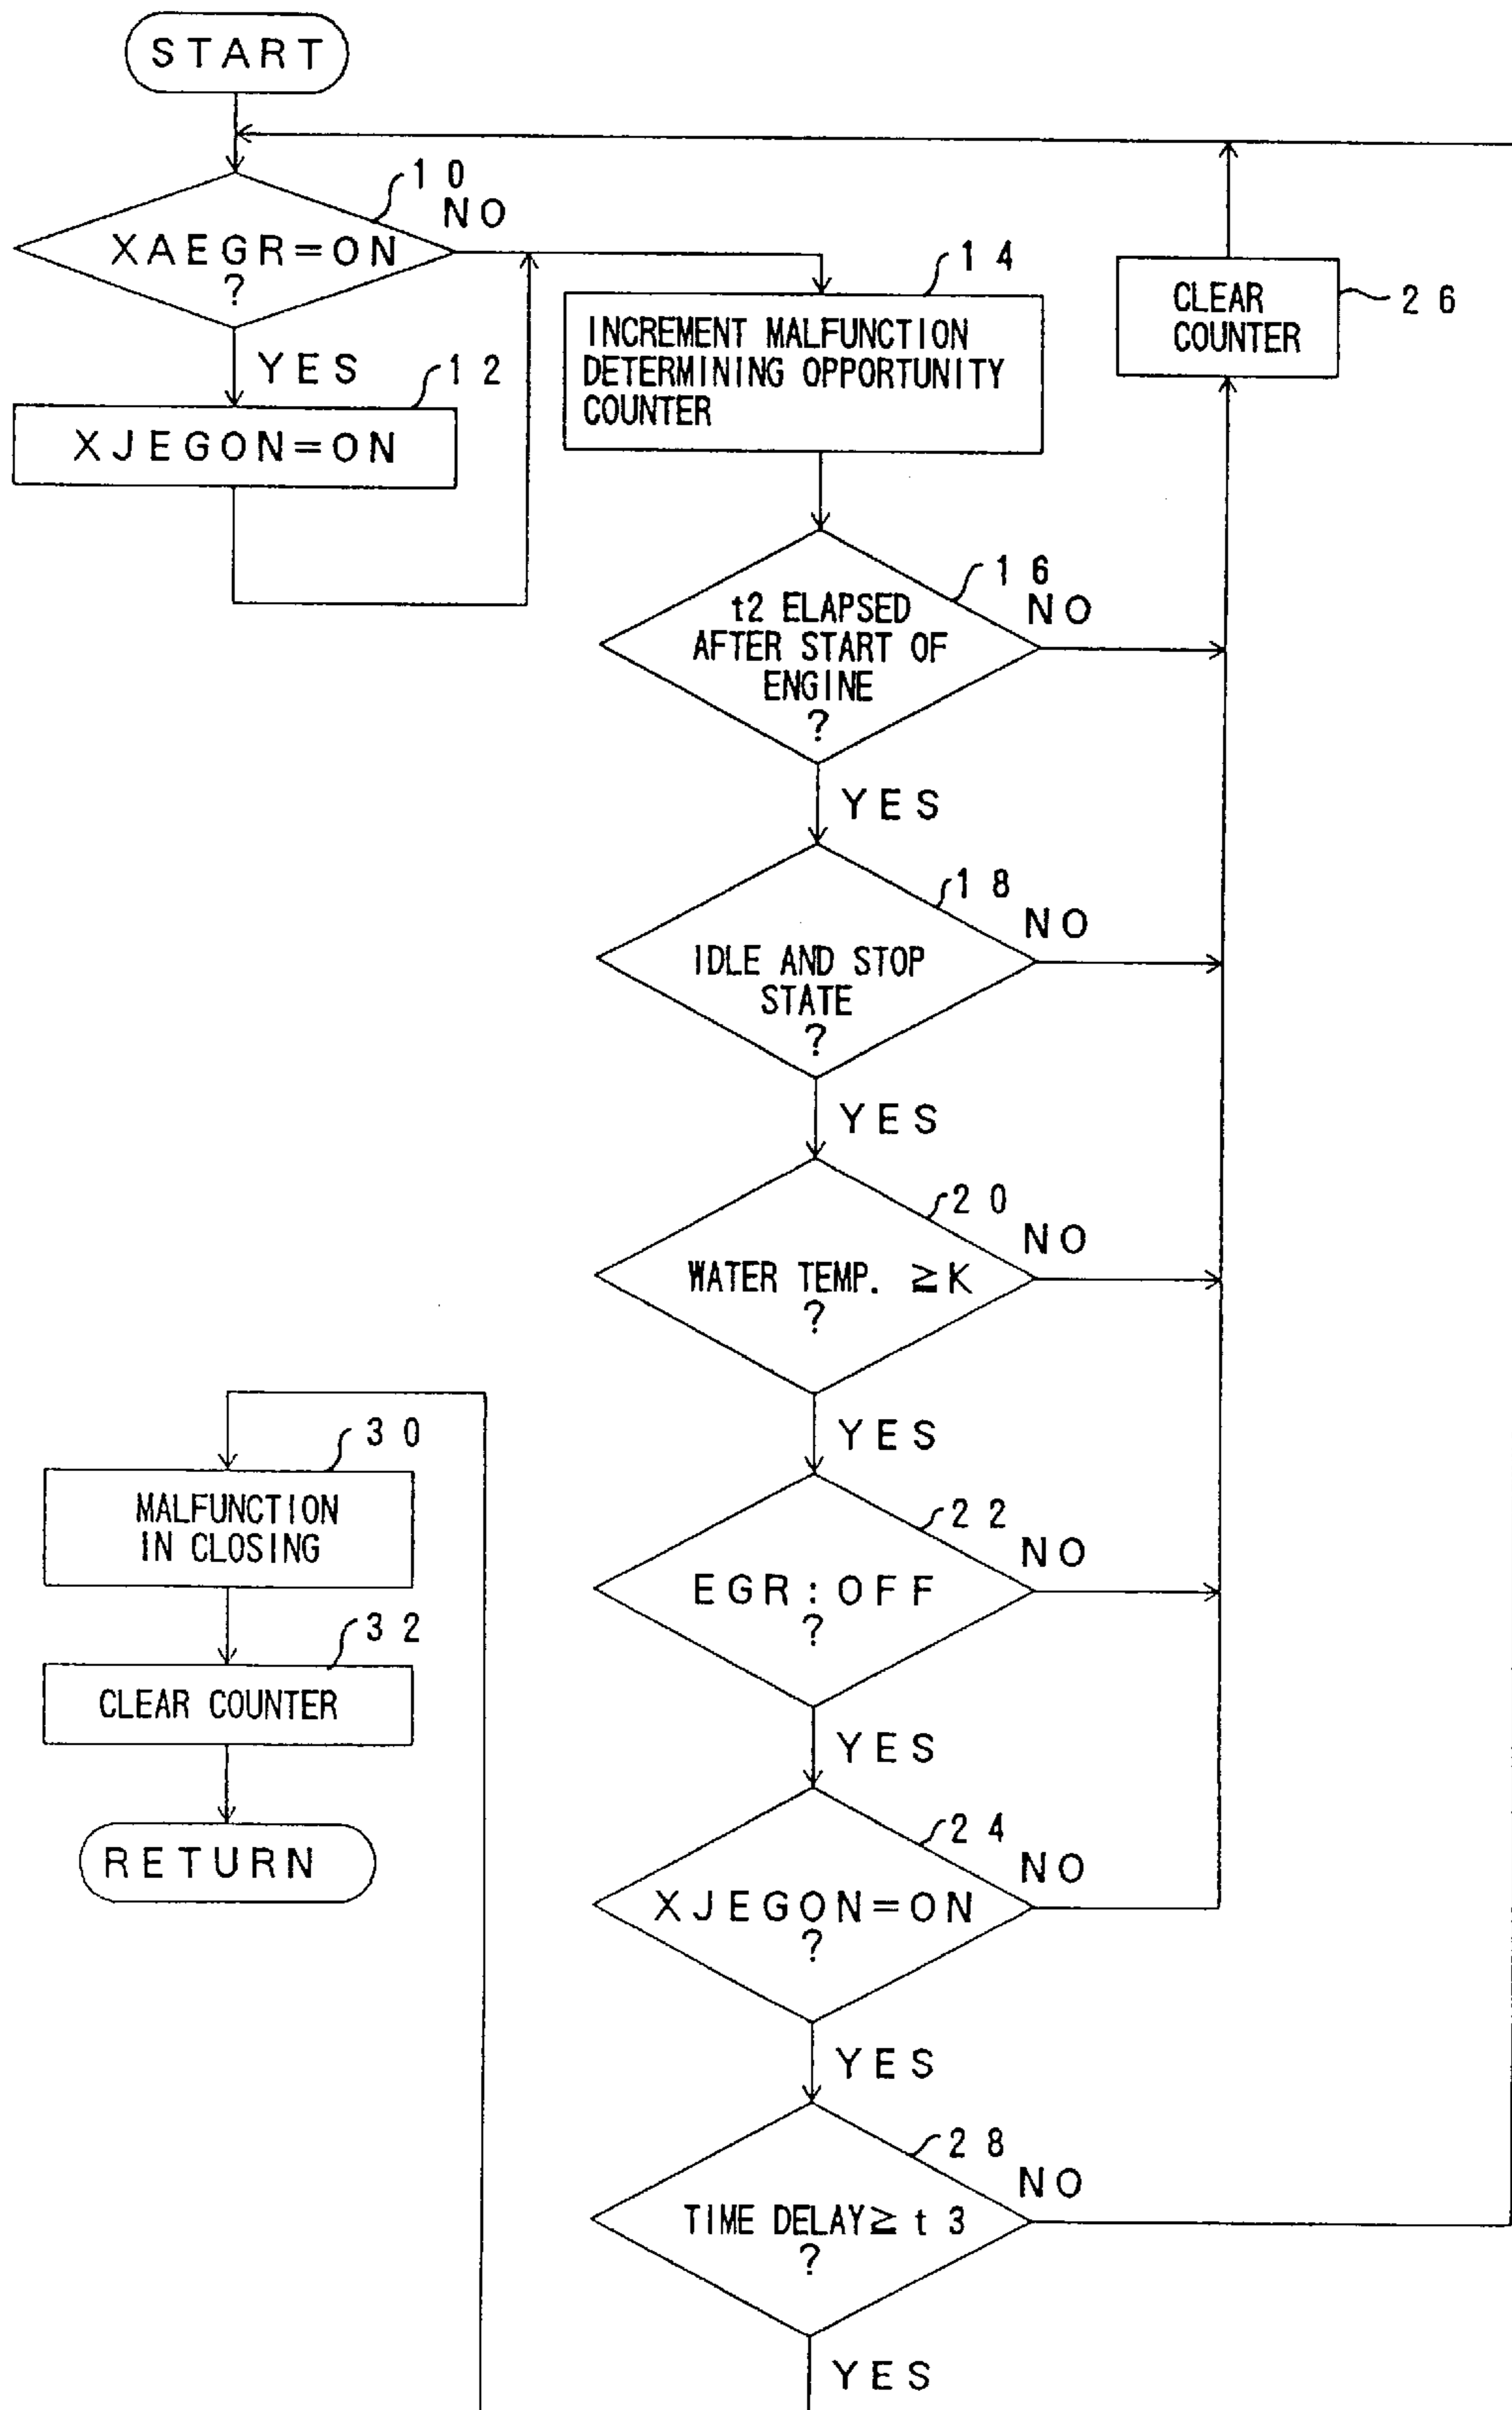 START
10
NO
XAEGR=ON
?
YES
12
XJEGON=ON
14
INCREMENT MALFUNCTION
DETERMINING OPPORTUNITY
COUNTER
CLEAR
COUNTER
26
16
NO
t2 ELAPSED
AFTER START OF
ENGINE
?
YES
18
NO
IDLE AND STOP
STATE
?
YES
20
NO
WATER TEMP. ≧K
?
YES
22
NO
EGR:OFF
?
YES
24
NO
XJEGON=ON
?
YES
28
NO
TIME DELAY≧ t3
?
YES
30
MALFUNCTION
IN CLOSING
32
CLEAR COUNTER
RETURN